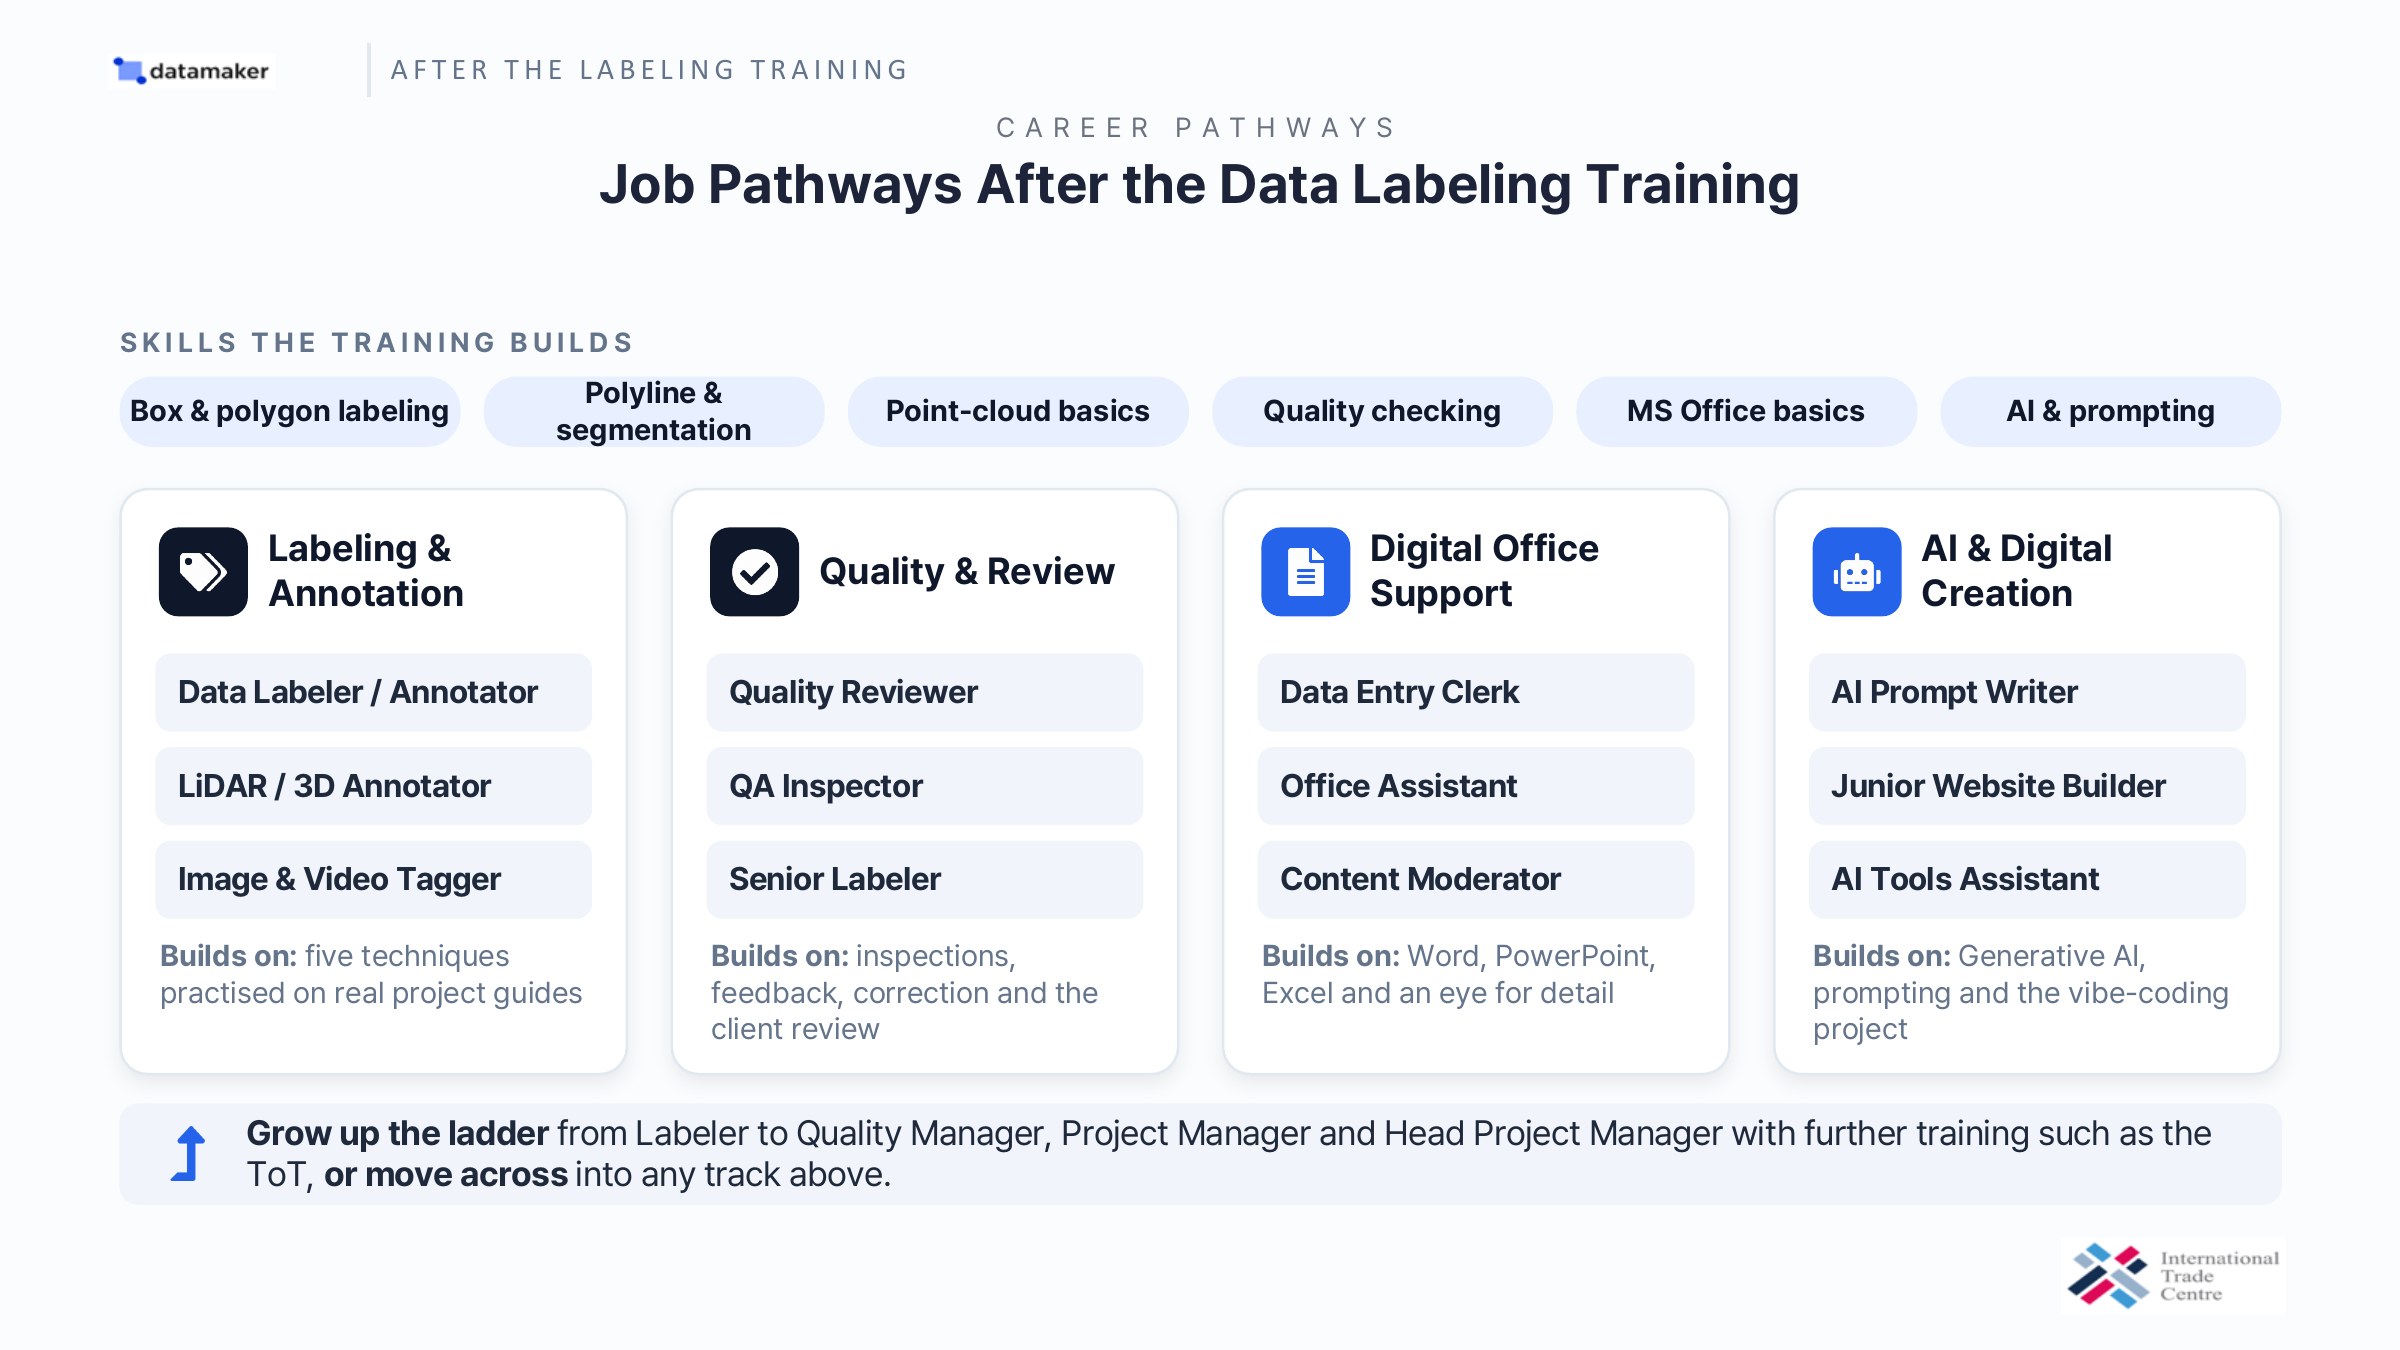 datamaker
AFTER THE LABELING TRAINING
CAREER PATHWAYS
Job Pathways After the Data Labeling Training
SKILLS THE TRAINING BUILDS
Box & polygon labeling
Polyline &
segmentation
Point-cloud basics
Quality checking
MS Office basics
AI & prompting
Labeling &
Annotation
Data Labeler / Annotator
LiDAR / 3D Annotator
Image & Video Tagger
Builds on: five techniques
practised on real project guides
Quality & Review
Quality Reviewer
QA Inspector
Senior Labeler
Builds on: inspections,
feedback, correction and the
client review
Digital Office
Support
Data Entry Clerk
Office Assistant
Content Moderator
Builds on: Word, PowerPoint,
Excel and an eye for detail
AI & Digital
Creation
AI Prompt Writer
Junior Website Builder
AI Tools Assistant
Builds on: Generative AI,
prompting and the vibe-coding
project
Grow up the ladder from Labeler to Quality Manager, Project Manager and Head Project Manager with further training such as the
ToT, or move across into any track above.
International
Trade
Centre